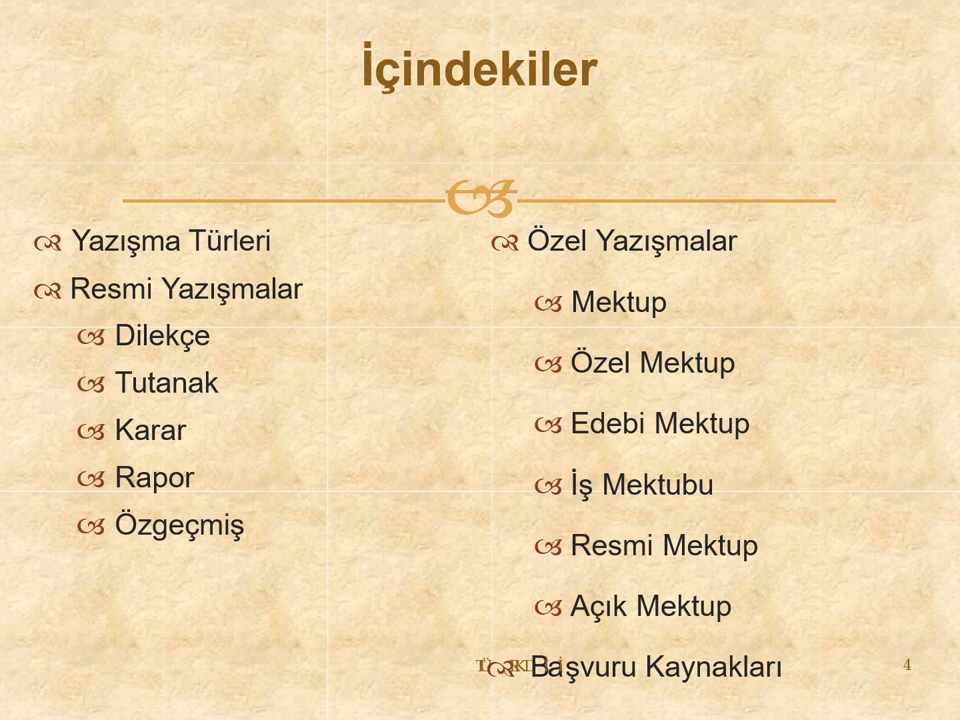 İçindekiler
Yazışma Türleri
Resmi Yazışmalar
Dilekçe
Tutanak
Karar
Rapor
Özgeçmiş
Özel Yazışmalar
Mektup
Özel Mektup
Edebi Mektup
İş Mektubu
Resmi Mektup
Açık Mektup
Başvuru Kaynakları
4